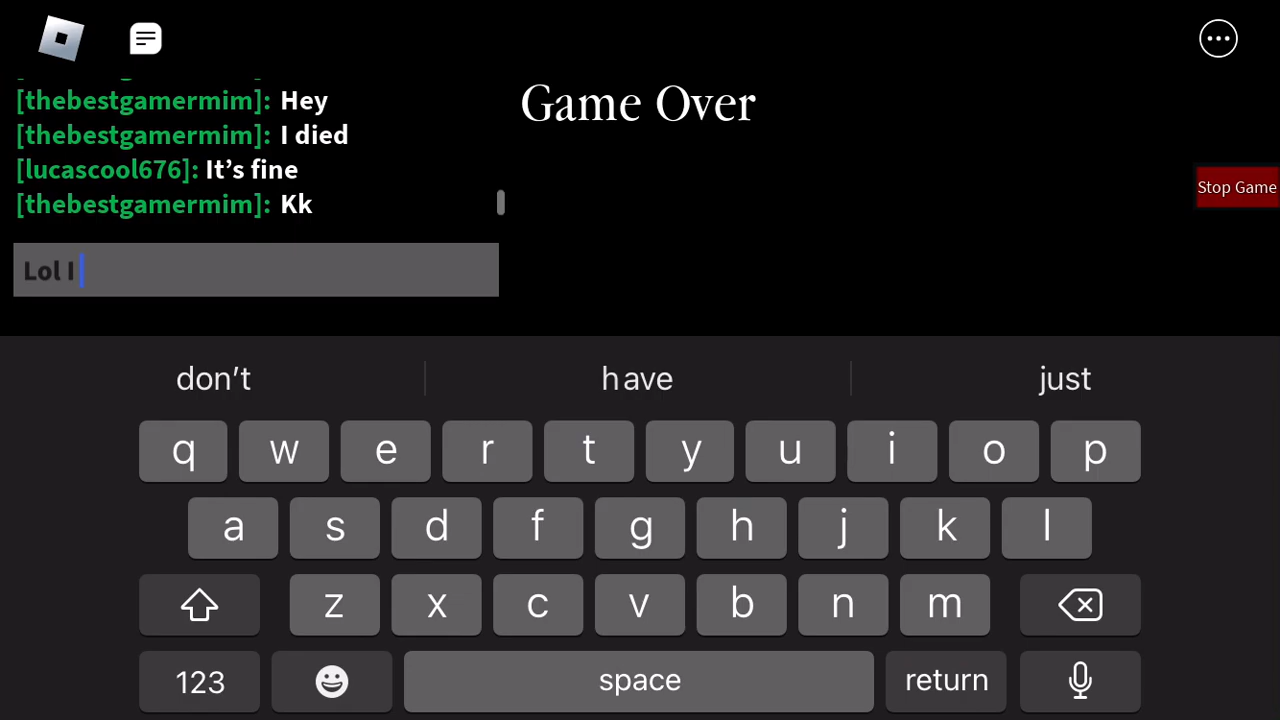 [thebestgamermim]: Hey
[thebestgamermim]: I died
[lucascool676]: It’s fine
[thebestgamermim]: Kk
Lol I
Game Over
Stop Game
don’t have just
q w e r t y u i o p
a s d f g h j k l
z x c v b n m
123 space return